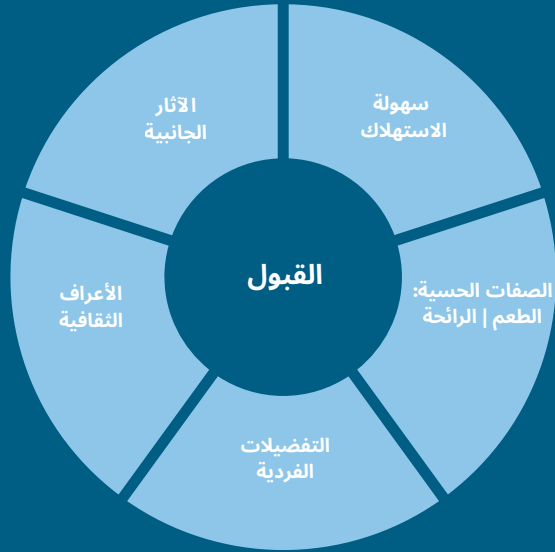 القبول
سهولة
الاستهلاك
الصفات الحسية:
الطعم | الرائحة
التفضيلات
الفردية
الأعراف
الثقافية
الآثار
الجانبية